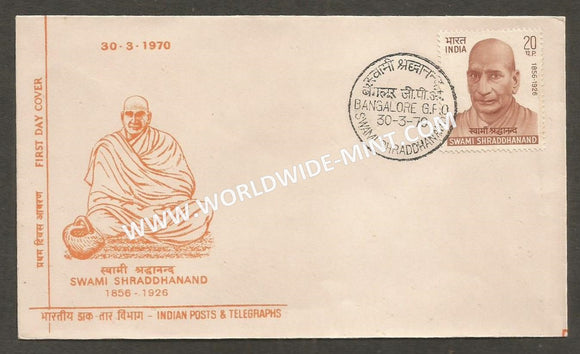 30-3-1970
FIRST DAY COVER
प्रथम दिवस आवरण
स्वामी श्रद्धानन्द
SWAMI SHRADDHANAND
1856-1926
भारतीय डाक-तार विभाग - INDIAN POSTS & TELEGRAPHS
स्वामी श्रद्धानन्द
जी.पी.ओ
BANGALORE G.P.O
30-3-70
SWAMI SHRADDHANAND
भारत
INDIA
20
प.P.
1856-1926
स्वामी श्रद्धानन्द
SWAMI SHRADDHANAND
WWW.WORLDWIDE-MINT.COM